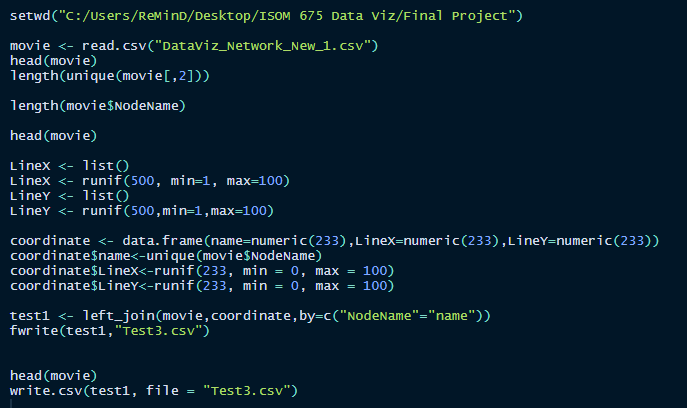 setwd("C:/Users/ReMinD/Desktop/ISOM 675 Data Viz/Final Project")
movie <- read.csv("DataViz_Network_New_1.csv")
head(movie)
length(unique(movie[,2]))
length(movie$NodeName)
head(movie)
LineX <- list()
LineX <- runif(500, min=1, max=100)
LineY <- list()
LineY <- runif(500,min=1,max=100)
coordinate <- data.frame(name=numeric(233),LineX=numeric(233),LineY=numeric(233))
coordinate$name<-unique(movie$NodeName)
coordinate$LineX<-runif(233, min = 0, max = 100)
coordinate$LineY<-runif(233, min = 0, max = 100)
test1 <- left_join(movie,coordinate,by=c("NodeName"="name"))
fwrite(test1,"Test3.csv")
head(movie)
write.csv(test1, file = "Test3.csv")